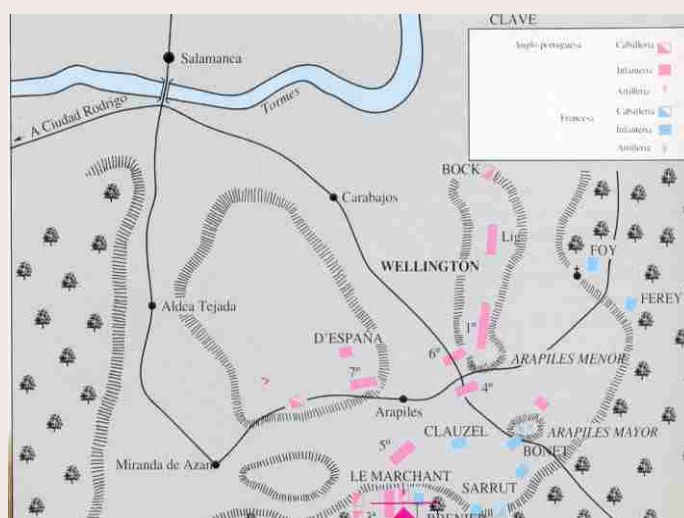 CLAVE
Anglo-portuguesa
Caballería
Infantería
Artillería
Francesa
Caballería
Infantería
Artillería
Salamanca
A Ciudad Rodrigo
Tormes
Carabajos
BOCK
Lig.
WELLINGTON
FOY
FEREY
Aldea Tejada
D'ESPAÑA
1º
6º
ARAPILES MENOR
7º
4º
Arapiles
CLAUZEL
ARAPILES MAYOR
BONET
5º
Miranda de Azan
LE MARCHANT
SARRUT
3º
BRENIER